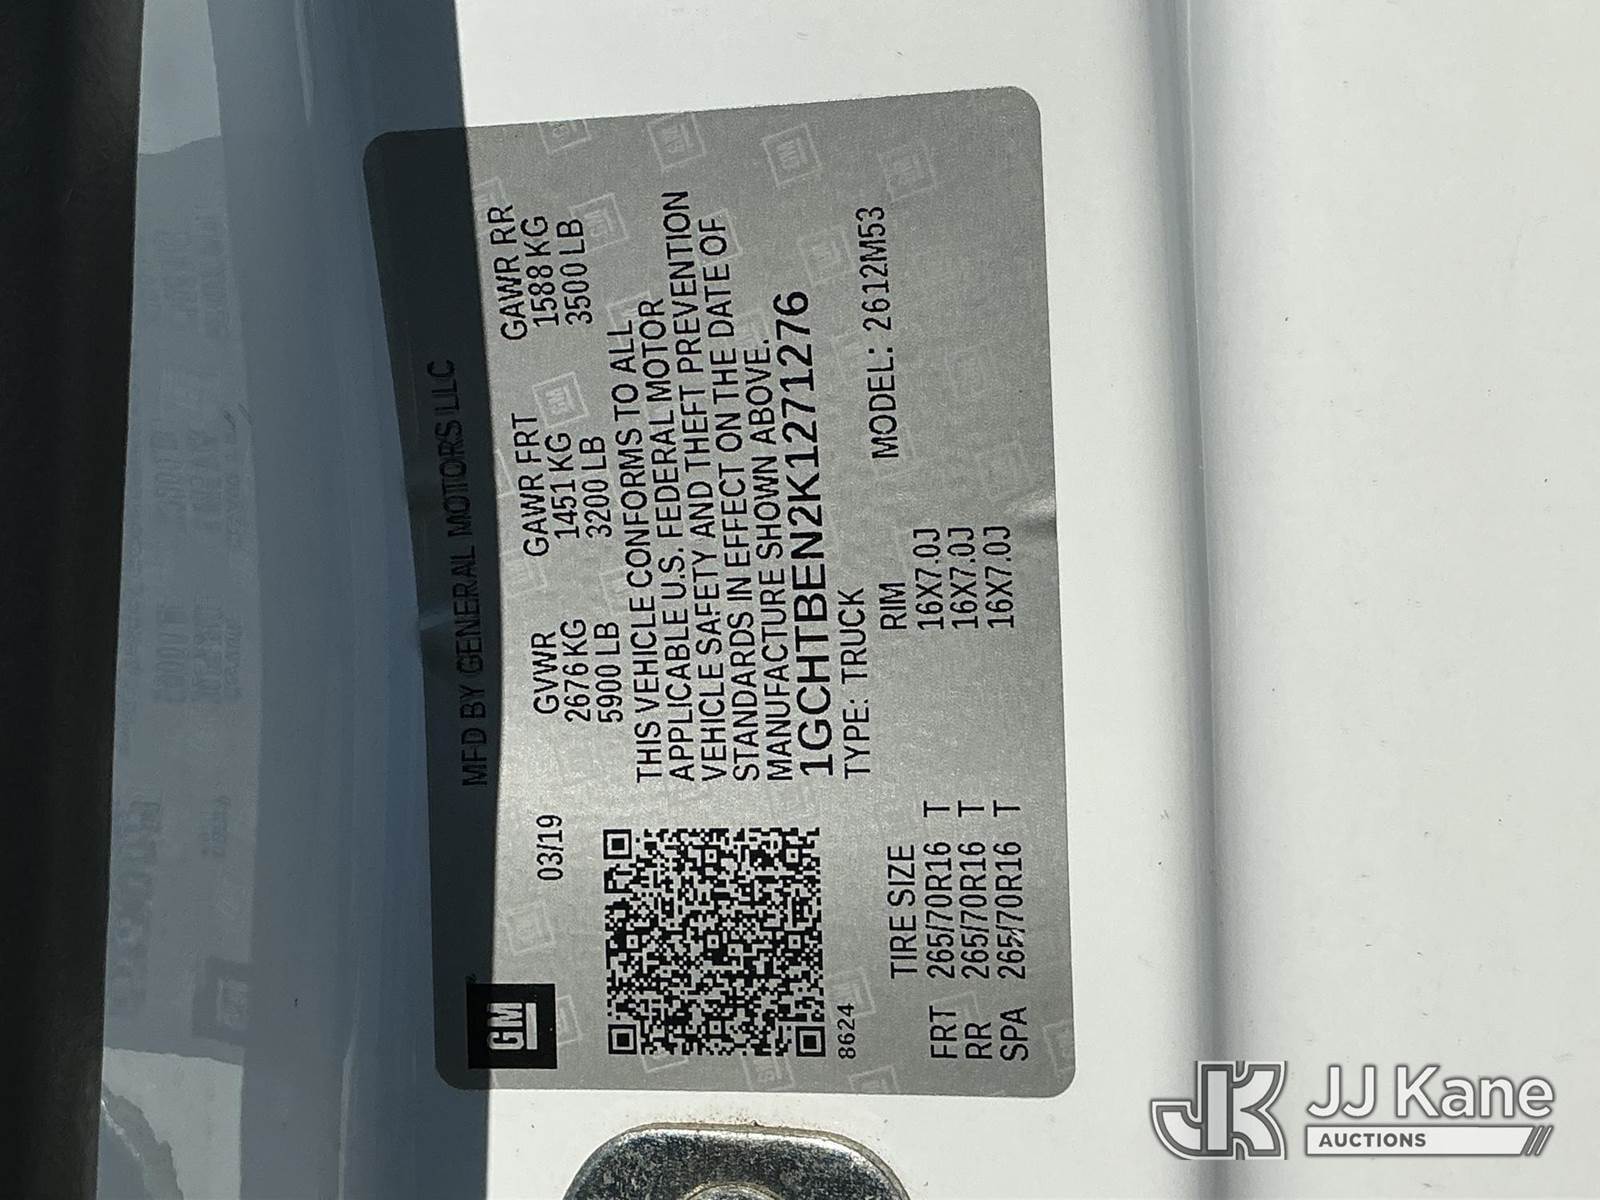 MFD BY GENERAL MOTORS LLC
GM
03/19
GVWR GAWR FRT GAWR RR
2676 KG 1451 KG 1588 KG
5900 LB 3200 LB 3500 LB
THIS VEHICLE CONFORMS TO ALL
APPLICABLE U.S. FEDERAL MOTOR
VEHICLE SAFETY AND THEFT PREVENTION
STANDARDS IN EFFECT ON THE DATE OF
MANUFACTURE SHOWN ABOVE.
1GCHTBEN2K1271276
8624 TYPE: TRUCK MODEL: 2612M53
TIRE SIZE RIM
FRT 265/70R16 T 16X7.0J
RR 265/70R16 T 16X7.0J
SPA 265/70R16 T 16X7.0J
JK JJ Kane
AUCTIONS